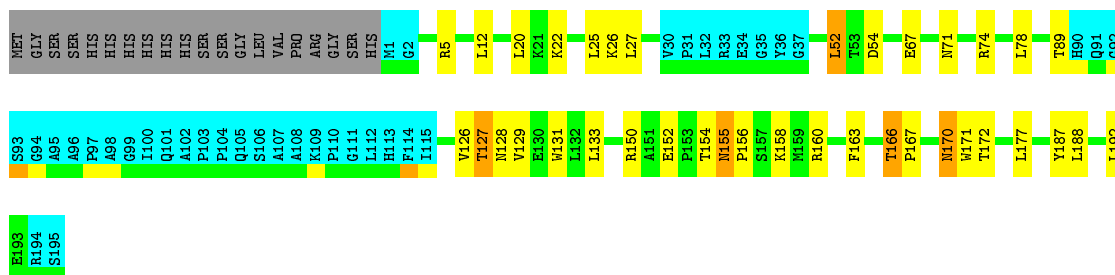 MET GLY SER SER HIS HIS HIS HIS HIS HIS SER SER GLY LEU VAL PRO ARG GLY SER HIS M1 G2 R5 L12 L20 K21 K22 L25 K26 L27 V30 P31 L32 R33 E34 G35 Y36 G37 L52 T53 D54 E67 N71 R74 L78 T89 H90 Q91
S93 G94 A95 A96 P97 A98 G99 I100 Q101 A102 P103 P104 Q105 S106 A107 A108 K109 P110 G111 L112 H113 F114 I115 V126 T127 N128 V129 E130 W131 L132 L133 R150 A151 E152 P153 T154 N155 P156 S157 K158 M159 R160 F163 T166 P167 N170 W171 T172 L177 Y187 L188
E193 R194 S195